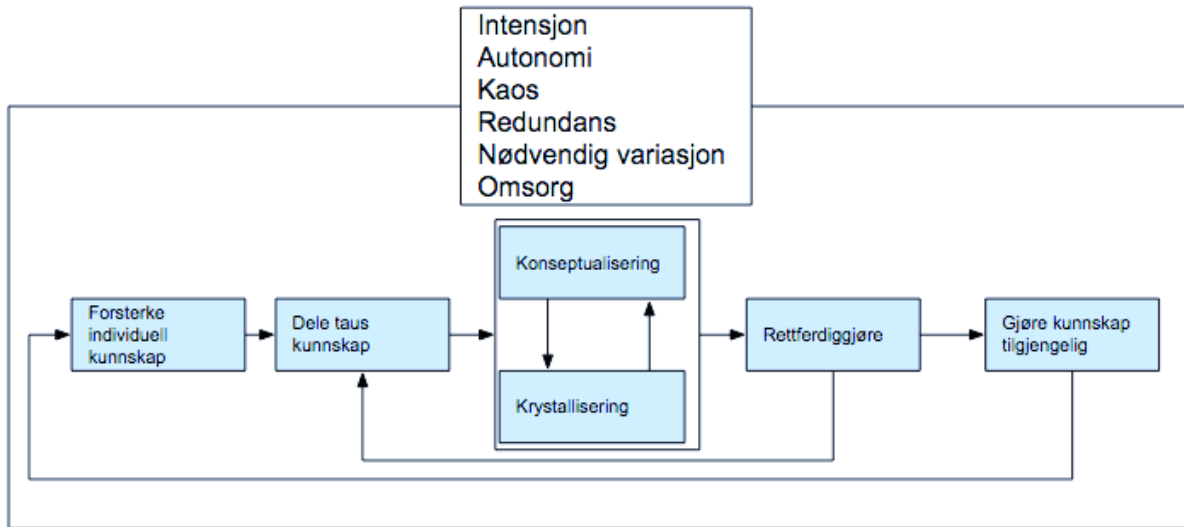 Intensjon
Autonomi
Kaos
Redundans
Nødvendig variasjon
Omsorg
Forsterke
individuell
kunnskap
Dele taus
kunnskap
Konseptualisering
Krystallisering
Rettferdiggjøre
Gjøre kunnskap
tilgjengelig